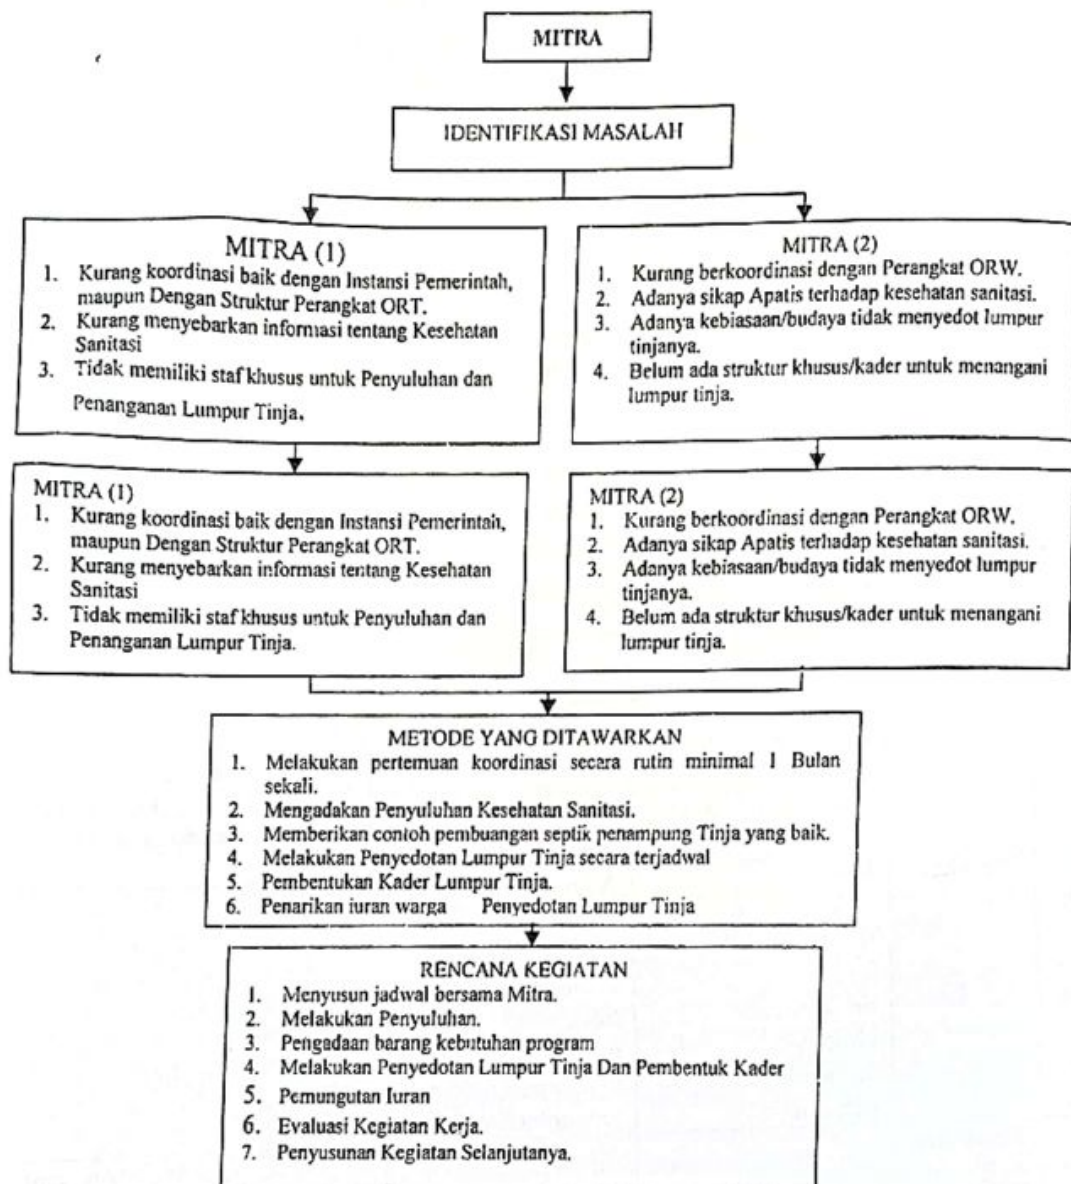 MITRA
IDENTIFIKASI MASALAH
MITRA (1)
1. Kurang koordinasi baik dengan Instansi Pemerintah,
maupun Dengan Struktur Perangkat ORT.
2. Kurang menyebarkan informasi tentang Kesehatan
Sanitasi
3. Tidak memiliki staf khusus untuk Penyuluhan dan
Penanganan Lumpur Tinja.
MITRA (2)
1. Kurang berkoordinasi dengan Perangkat ORW.
2. Adanya sikap Apatis terhadap kesehatan sanitasi.
3. Adanya kebiasaan/budaya tidak menyedot lumpur
tinjanya.
4. Belum ada struktur khusus/kader untuk menangani
lumpur tinja.
MITRA (1)
1. Kurang koordinasi baik dengan Instansi Pemerintah,
maupun Dengan Struktur Perangkat ORT.
2. Kurang menyebarkan informasi tentang Kesehatan
Sanitasi
3. Tidak memiliki staf khusus untuk Penyuluhan dan
Penanganan Lumpur Tinja.
MITRA (2)
1. Kurang berkoordinasi dengan Perangkat ORW.
2. Adanya sikap Apatis terhadap kesehatan sanitasi.
3. Adanya kebiasaan/budaya tidak menyedot lumpur
tinjanya.
4. Belum ada struktur khusus/kader untuk menangani
lumpur tinja.
METODE YANG DITAWARKAN
1. Melakukan pertemuan koordinasi secara rutin minimal 1 Bulan
sekali.
2. Mengadakan Penyuluhan Kesehatan Sanitasi.
3. Memberikan contoh pembuangan septik penampung Tinja yang baik.
4. Melakukan Penyedotan Lumpur Tinja secara terjadwal
5. Pembentukan Kader Lumpur Tinja.
6. Penarikan iuran warga Penyedotan Lumpur Tinja
RENCANA KEGIATAN
1. Menyusun jadwal bersama Mitra.
2. Melakukan Penyuluhan.
3. Pengadaan barang kebutuhan program
4. Melakukan Penyedotan Lumpur Tinja Dan Pembentuk Kader
5. Pemungutan Iuran
6. Evaluasi Kegiatan Kerja.
7. Penyusunan Kegiatan Selanjutanya.